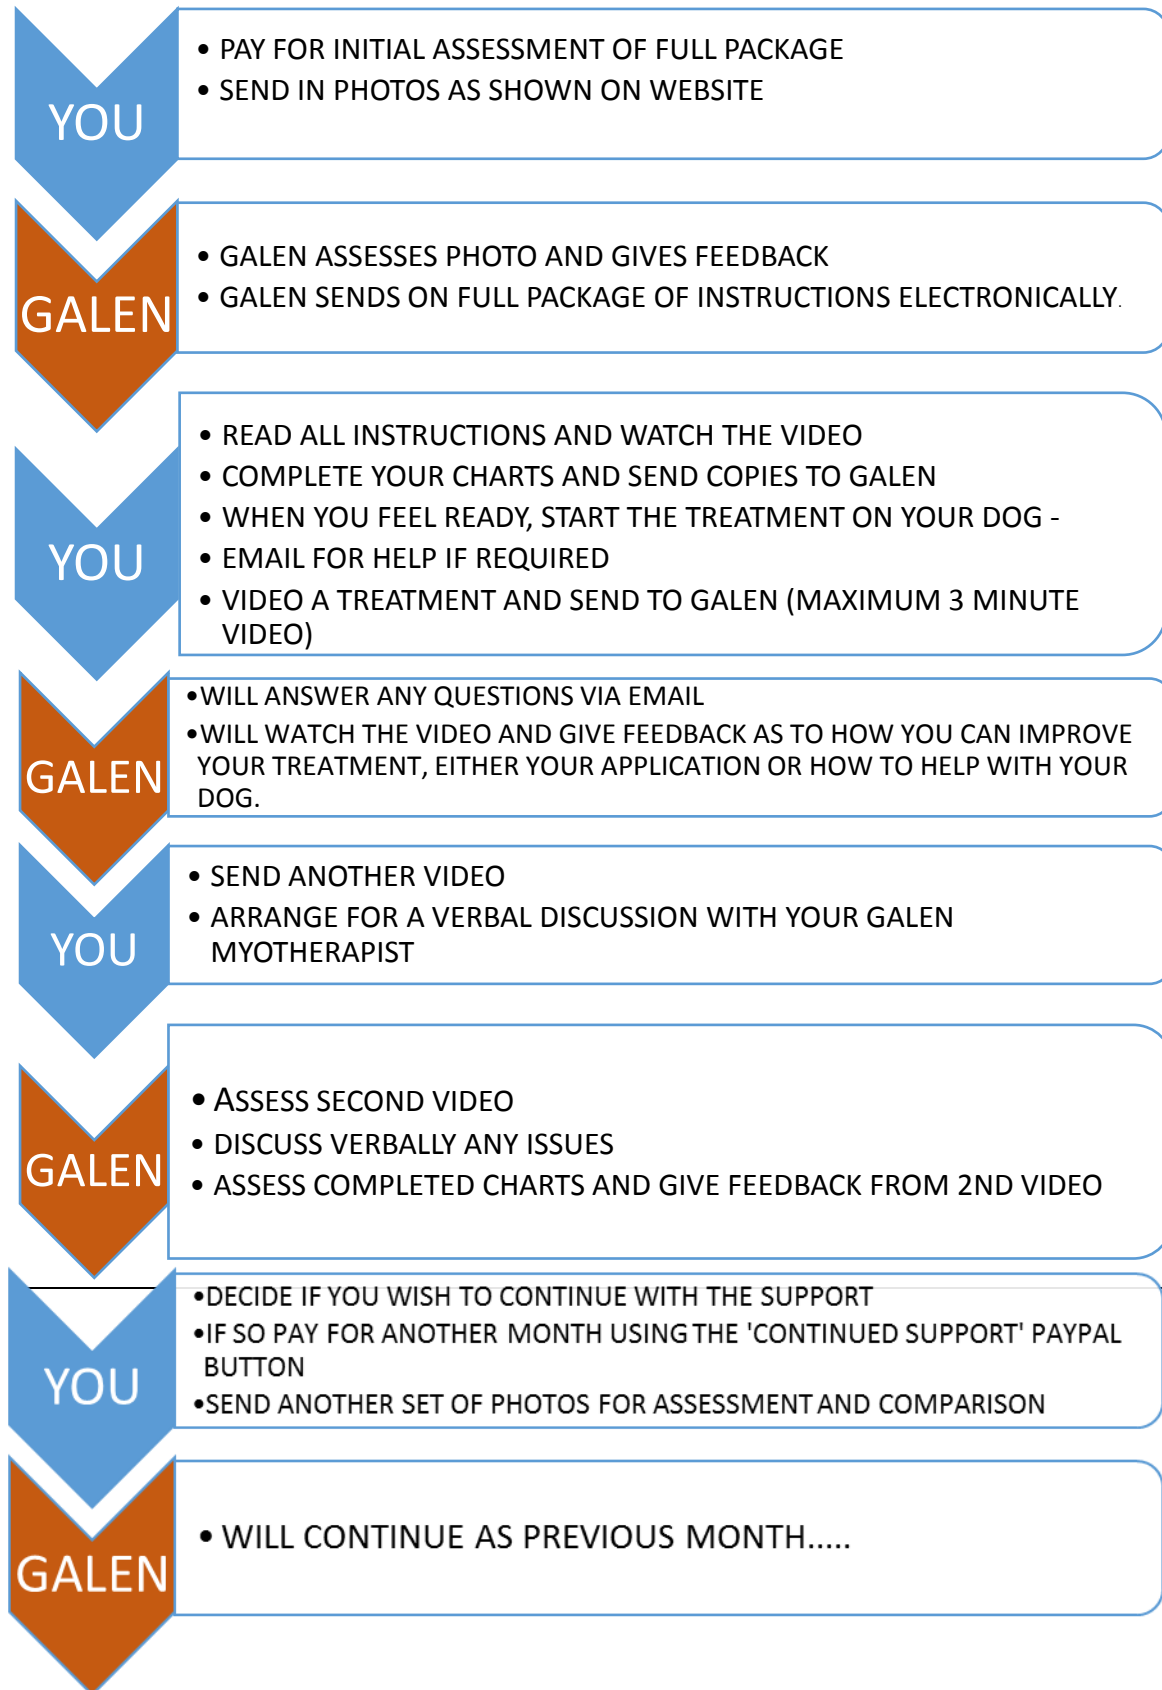 • PAY FOR INITIAL ASSESSMENT OF FULL PACKAGE
• SEND IN PHOTOS AS SHOWN ON WEBSITE
YOU
• GALEN ASSESSES PHOTO AND GIVES FEEDBACK
• GALEN SENDS ON FULL PACKAGE OF INSTRUCTIONS ELECTRONICALLY.
GALEN
• READ ALL INSTRUCTIONS AND WATCH THE VIDEO
• COMPLETE YOUR CHARTS AND SEND COPIES TO GALEN
• WHEN YOU FEEL READY, START THE TREATMENT ON YOUR DOG -
• EMAIL FOR HELP IF REQUIRED
• VIDEO A TREATMENT AND SEND TO GALEN (MAXIMUM 3 MINUTE
VIDEO)
YOU
•WILL ANSWER ANY QUESTIONS VIA EMAIL
•WILL WATCH THE VIDEO AND GIVE FEEDBACK AS TO HOW YOU CAN IMPROVE
YOUR TREATMENT, EITHER YOUR APPLICATION OR HOW TO HELP WITH YOUR
DOG.
GALEN
• SEND ANOTHER VIDEO
• ARRANGE FOR A VERBAL DISCUSSION WITH YOUR GALEN
MYOTHERAPIST
YOU
• ASSESS SECOND VIDEO
• DISCUSS VERBALLY ANY ISSUES
• ASSESS COMPLETED CHARTS AND GIVE FEEDBACK FROM 2ND VIDEO
GALEN
•DECIDE IF YOU WISH TO CONTINUE WITH THE SUPPORT
•IF SO PAY FOR ANOTHER MONTH USING THE 'CONTINUED SUPPORT' PAYPAL
BUTTON
•SEND ANOTHER SET OF PHOTOS FOR ASSESSMENT AND COMPARISON
YOU
• WILL CONTINUE AS PREVIOUS MONTH.....
GALEN